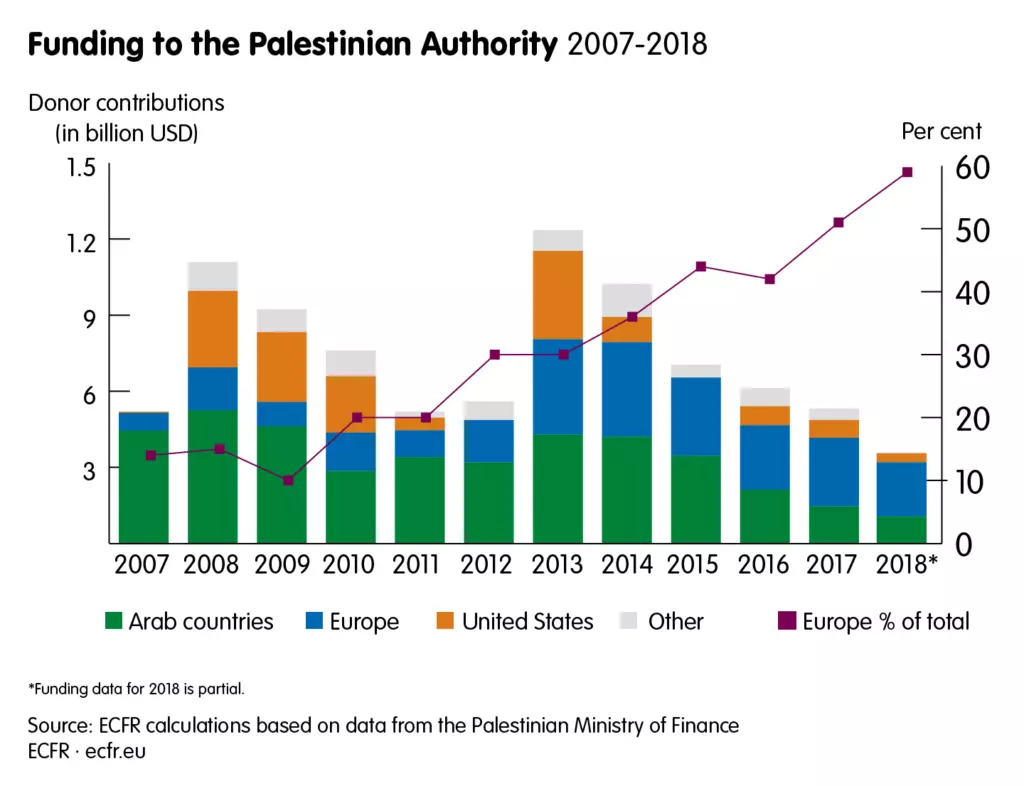 Funding to the Palestinian Authority 2007-2018
Donor contributions
(in billion USD)
Per cent
1.5
1.2
9
6
3
60
50
40
30
20
10
0
2007 2008 2009 2010 2011 2012 2013 2014 2015 2016 2017 2018*
Arab countries Europe United States Other Europe % of total
*Funding data for 2018 is partial.
Source: ECFR calculations based on data from the Palestinian Ministry of Finance
ECFR · ecfr.eu